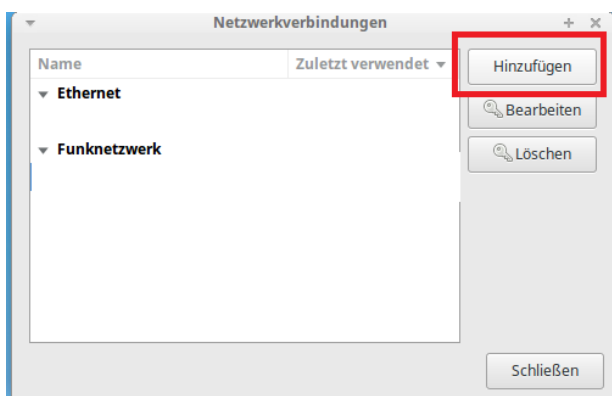 Netzwerkverbindungen
Name Zuletzt verwendet
Hinzufügen
Ethernet
Bearbeiten
Funknetzwerk
Löschen
Schließen